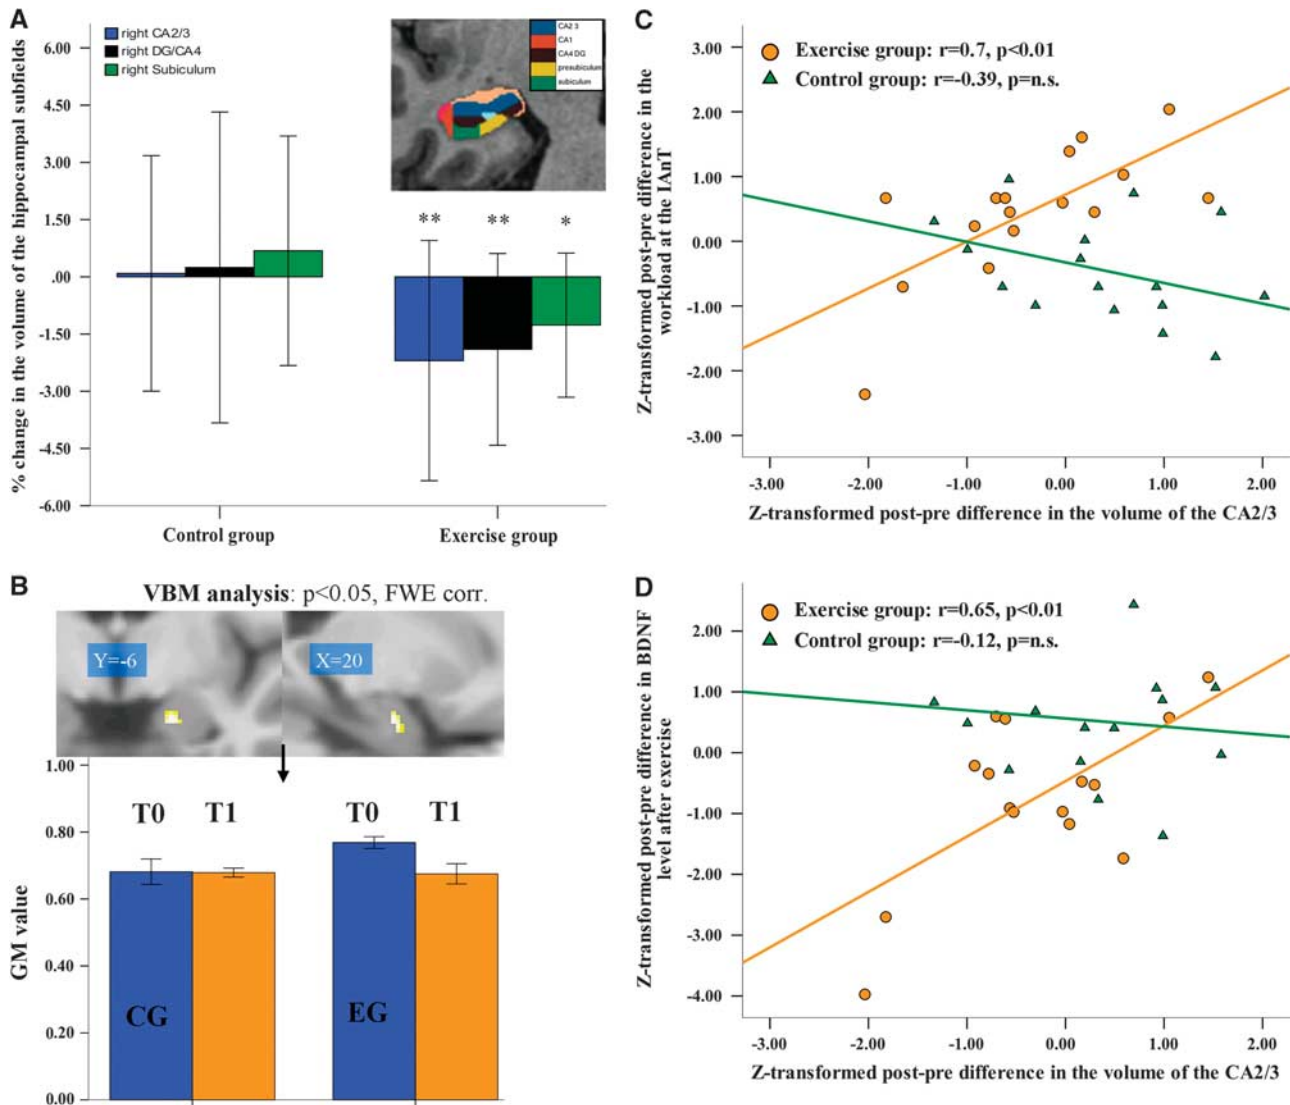 A
% change in the volume of the hippocampal subfields
6.00
4.50
3.00
1.50
.00
-1.50
-3.00
-4.50
-6.00
right CA2/3
right DG/CA4
right Subiculum
CA2 3
CA1
CA4 DG
presubiculum
subiculum
** ** *
Control group Exercise group
B
VBM analysis: p<0.05, FWE corr.
Y=-6 X=20
GM value
1.00
0.80
0.60
0.40
0.20
0.00
T0 T1 T0 T1
CG EG
C
Z-transformed post-pre difference in the
workload at the IAnT
3.00
2.00
1.00
0.00
-1.00
-2.00
-3.00
Exercise group: r=0.7, p<0.01
Control group: r=-0.39, p=n.s.
-3.00 -2.00 -1.00 0.00 1.00 2.00
Z-transformed post-pre difference in the volume of the CA2/3
D
Z-transformed post-pre difference in BDNF
level after exercise
2.00
1.00
0.00
-1.00
-2.00
-3.00
-4.00
Exercise group: r=0.65, p<0.01
Control group: r=-0.12, p=n.s.
-3.00 -2.00 -1.00 0.00 1.00 2.00
Z-transformed post-pre difference in the volume of the CA2/3